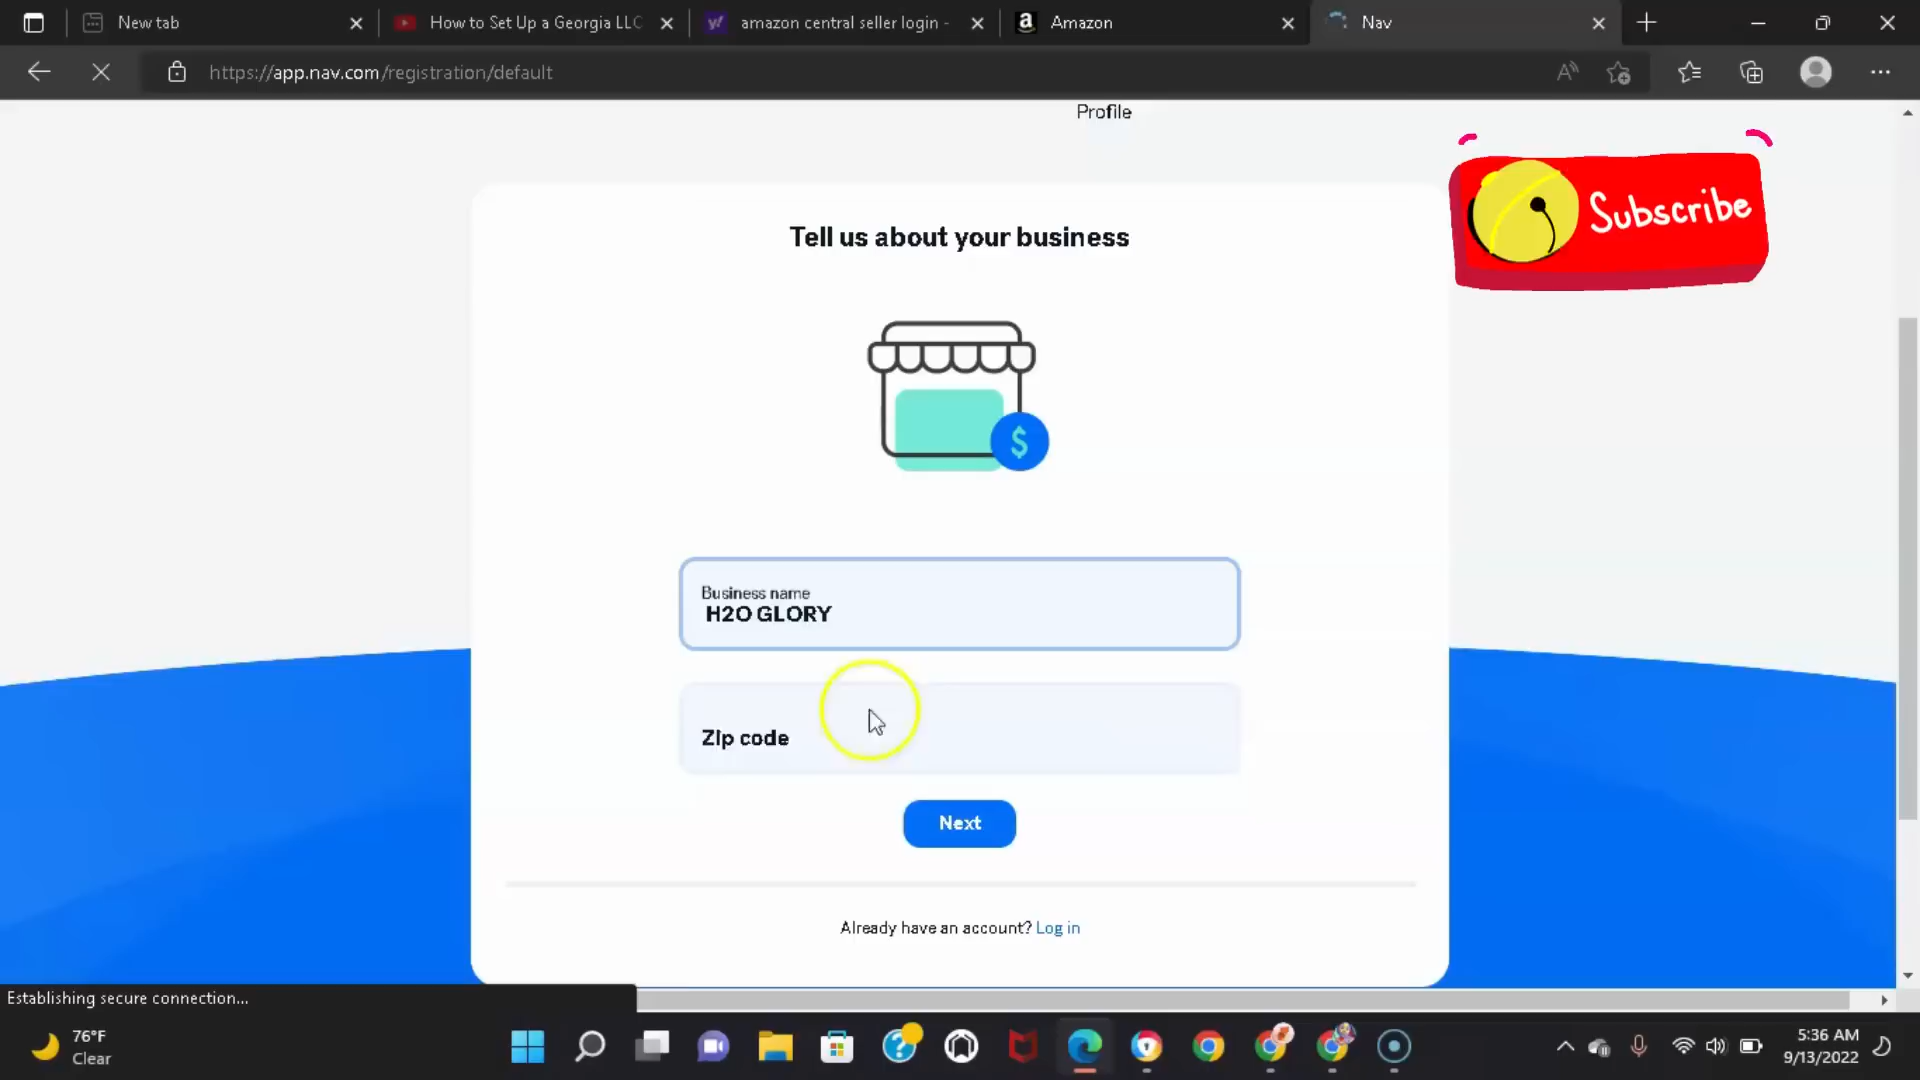 New tab
How to Set Up a Georgia LLC
amazon central seller login -
Amazon
Nav
https://app.nav.com/registration/default
Profile
Subscribe
Tell us about your business
$
Business name
H2O GLORY
Zip code
Next
Already have an account? Log in
Establishing secure connection...
76°F
Clear
5:36 AM
9/13/2022